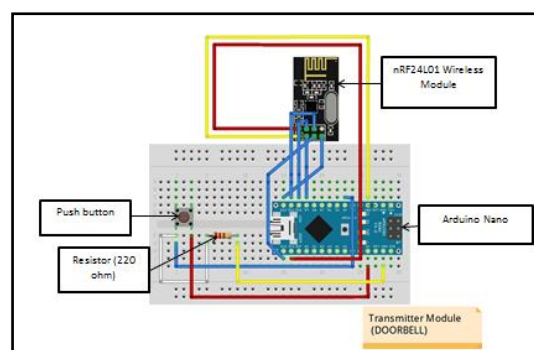 nRF24L01 Wireless
Module
Push button
Arduino Nano
Resistor (220
ohm)
Transmitter Module
(DOORBELL)